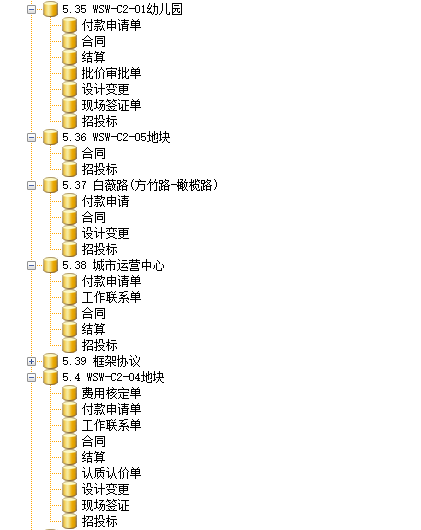 5.35 WSW-C2-01幼儿园
付款申请单
合同
结算
批价审批单
设计变更
现场签证单
招投标
5.36 WSW-C2-05地块
合同
招投标
5.37 白薇路(方竹路-橄榄路)
付款申请
合同
设计变更
招投标
5.38 城市运营中心
付款申请单
工作联系单
合同
结算
招投标
5.39 框架协议
5.4 WSW-C2-04地块
费用核定单
付款申请单
工作联系单
合同
结算
认质认价单
设计变更
现场签证
招投标